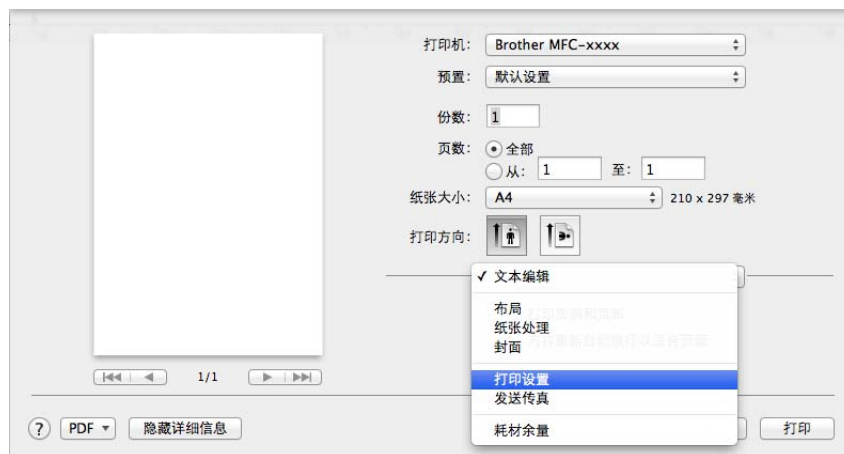 打印机: Brother MFC-xxxx
预置: 默认设置
份数: 1
页数: 全部
从: 1 至: 1
纸张大小: A4 210 x 297 毫米
打印方向:
✓ 文本编辑
布局
纸张处理
封面
打印设置
发送传真
耗材余量
1/1
? PDF 隐藏详细信息 打印